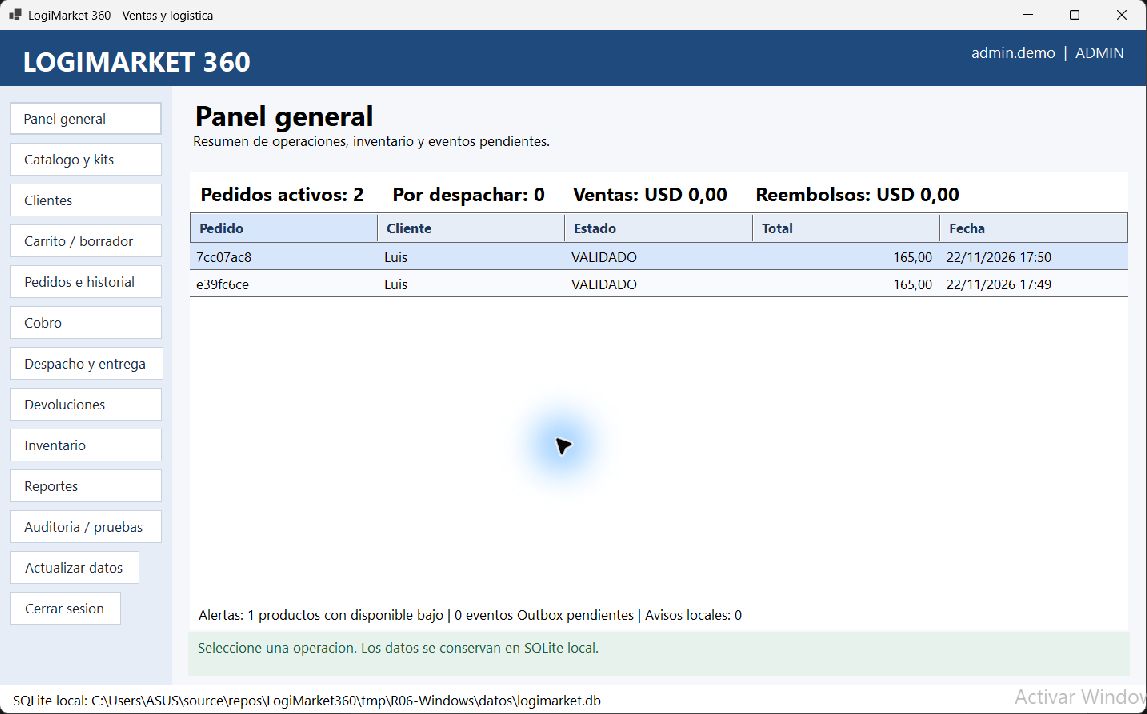 LogiMarket 360 - Ventas y logistica
LOGIMARKET 360
admin.demo | ADMIN
Panel general
Catalogo y kits
Clientes
Carrito / borrador
Pedidos e historial
Cobro
Despacho y entrega
Devoluciones
Inventario
Reportes
Auditoria / pruebas
Actualizar datos
Cerrar sesion
Panel general
Resumen de operaciones, inventario y eventos pendientes.
Pedidos activos: 2 Por despachar: 0 Ventas: USD 0,00 Reembolsos: USD 0,00
Pedido Cliente Estado Total Fecha
7cc07ac8 Luis VALIDADO 165,00 22/11/2026 17:50
e39fc6ce Luis VALIDADO 165,00 22/11/2026 17:49
Alertas: 1 productos con disponible bajo | 0 eventos Outbox pendientes | Avisos locales: 0
Seleccione una operacion. Los datos se conservan en SQLite local.
SQLite local: C:\Users\ASUS\source\repos\LogiMarket360\tmp\R06-Windows\datos\logimarket.db
Activar Windov